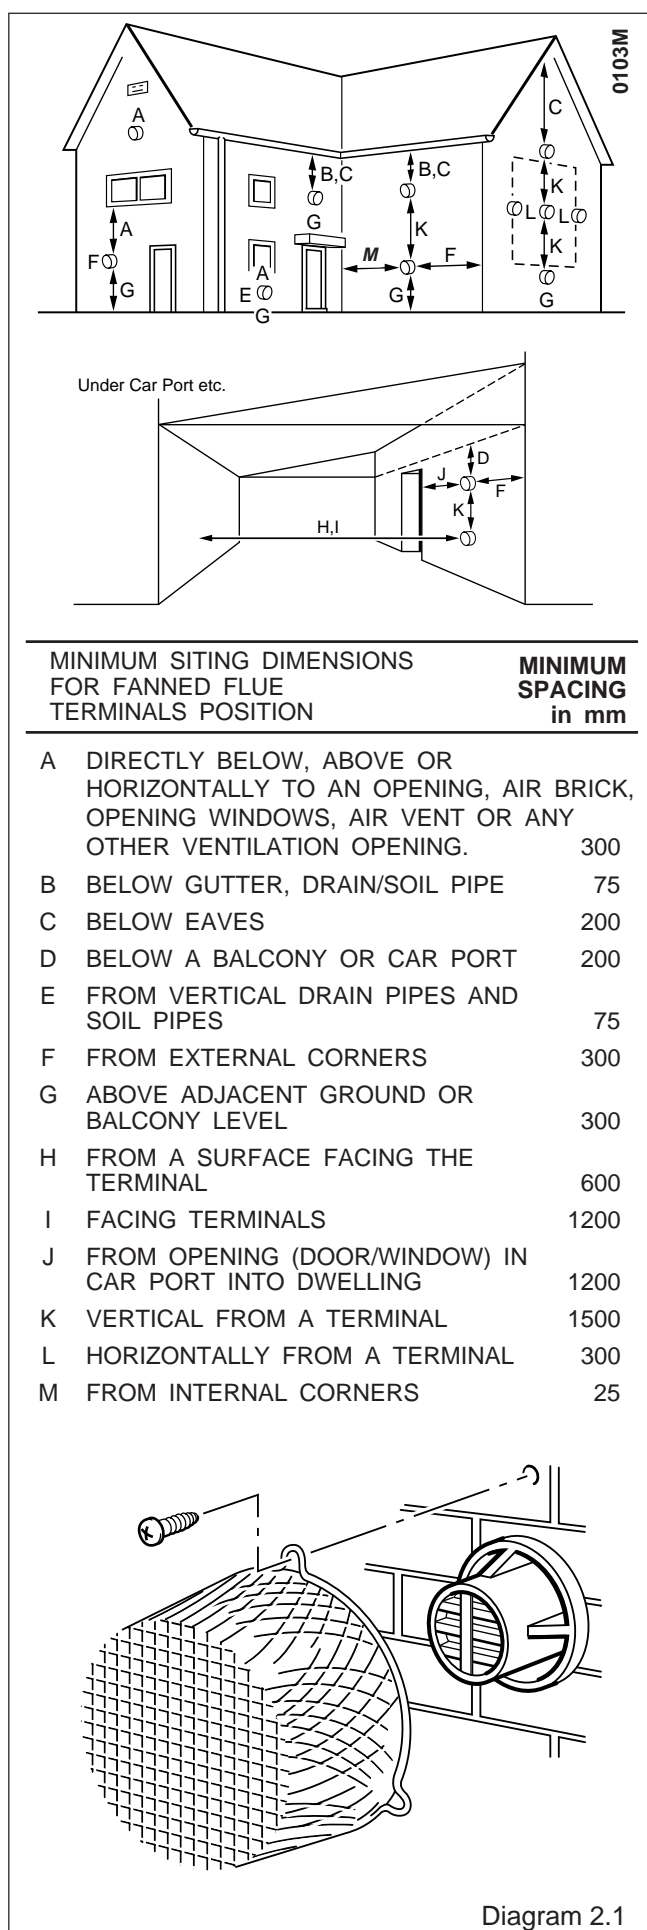 0103M
A
C
B,C
B,C
K
G
L
L
A
K
M
F
K
F
A
G
E
G
G
G
Under Car Port etc.
D
J
F
K
H,I
MINIMUM SITING DIMENSIONS
FOR FANNED FLUE
TERMINALS POSITION
MINIMUM
SPACING
in mm
A DIRECTLY BELOW, ABOVE OR
HORIZONTALLY TO AN OPENING, AIR BRICK,
OPENING WINDOWS, AIR VENT OR ANY
OTHER VENTILATION OPENING. 300
B BELOW GUTTER, DRAIN/SOIL PIPE 75
C BELOW EAVES 200
D BELOW A BALCONY OR CAR PORT 200
E FROM VERTICAL DRAIN PIPES AND
SOIL PIPES 75
F FROM EXTERNAL CORNERS 300
G ABOVE ADJACENT GROUND OR
BALCONY LEVEL 300
H FROM A SURFACE FACING THE
TERMINAL 600
I FACING TERMINALS 1200
J FROM OPENING (DOOR/WINDOW) IN
CAR PORT INTO DWELLING 1200
K VERTICAL FROM A TERMINAL 1500
L HORIZONTALLY FROM A TERMINAL 300
M FROM INTERNAL CORNERS 25
Diagram 2.1